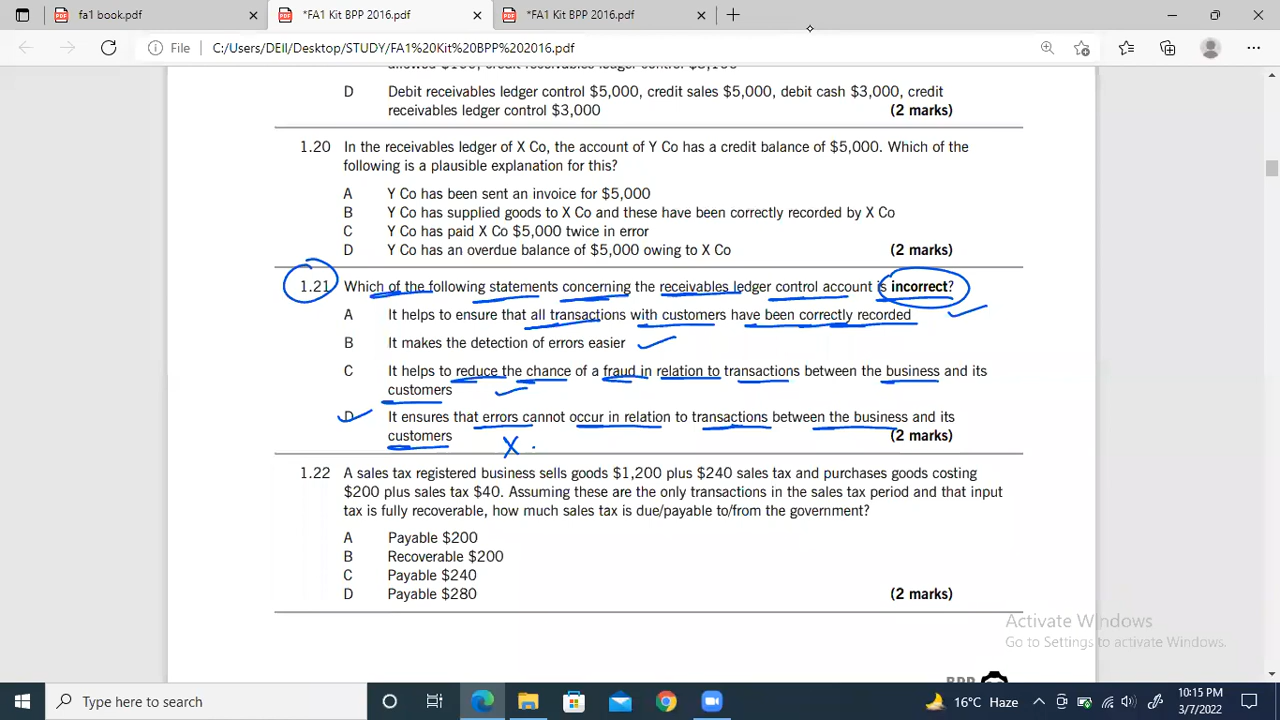 fa1 book.pdf
*FA1 Kit BPP 2016.pdf
*FA1 Kit BPP 2016.pdf
File
C:/Users/DEll/Desktop/STUDY/FA1%20Kit%20BPP%202016.pdf
D Debit receivables ledger control $5,000, credit sales $5,000, debit cash $3,000, credit
receivables ledger control $3,000 (2 marks)
1.20 In the receivables ledger of X Co, the account of Y Co has a credit balance of $5,000. Which of the
following is a plausible explanation for this?
A Y Co has been sent an invoice for $5,000
B Y Co has supplied goods to X Co and these have been correctly recorded by X Co
C Y Co has paid X Co $5,000 twice in error
D Y Co has an overdue balance of $5,000 owing to X Co (2 marks)
1.21 Which of the following statements concerning the receivables ledger control account is incorrect?
A It helps to ensure that all transactions with customers have been correctly recorded
B It makes the detection of errors easier
C It helps to reduce the chance of a fraud in relation to transactions between the business and its
customers
D It ensures that errors cannot occur in relation to transactions between the business and its
customers (2 marks)
X
1.22 A sales tax registered business sells goods $1,200 plus $240 sales tax and purchases goods costing
$200 plus sales tax $40. Assuming these are the only transactions in the sales tax period and that input
tax is fully recoverable, how much sales tax is due/payable to/from the government?
A Payable $200
B Recoverable $200
C Payable $240
D Payable $280 (2 marks)
Activate Windows
Go to Settings to activate Windows.
BPP
Type here to search
16°C Haze
10:15 PM
3/7/2022